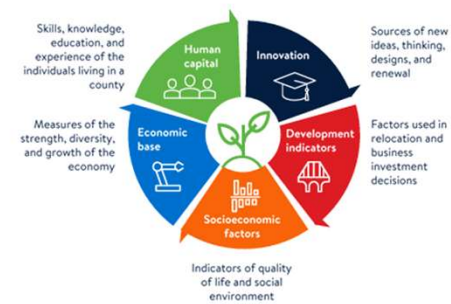 Skills, knowledge,
education, and
experience of the
individuals living in a
county
Human
capital
Innovation
Sources of new
ideas, thinking,
designs, and
renewal
Measures of the
strength, diversity,
and growth of the
economy
Economic
base
Development
indicators
Factors used in
relocation and
business
investment
decisions
Socioeconomic
factors
Indicators of quality
of life and social
environment